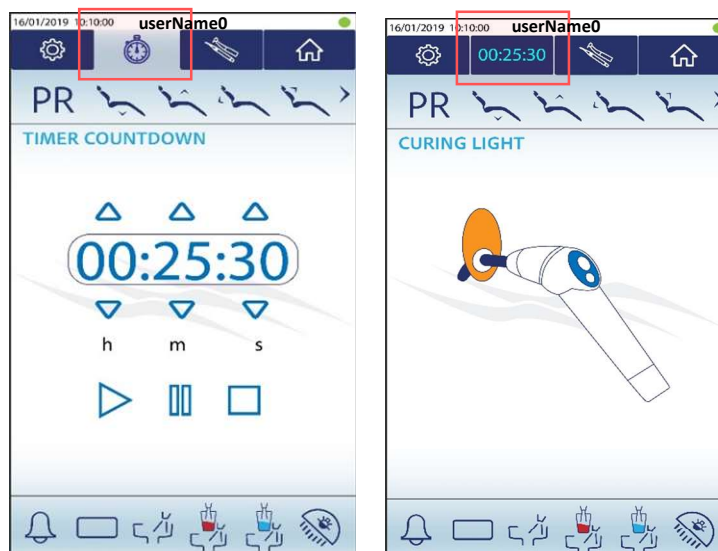 16/01/2019 10:10:00 userName0
PR
TIMER COUNTDOWN
00:25:30
h m s
16/01/2019 10:10:00 userName0
00:25:30
PR
CURING LIGHT